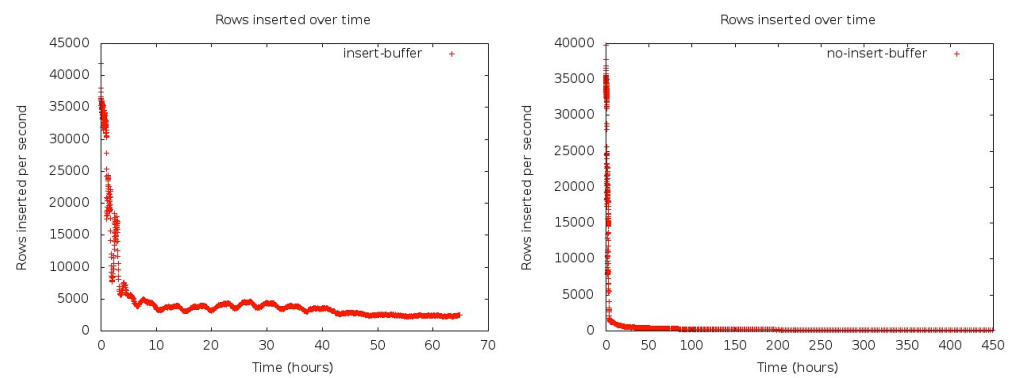 Rows inserted over time
insert-buffer
Rows inserted per second
45000
40000
35000
30000
25000
20000
15000
10000
5000
0
0 10 20 30 40 50 60 70
Time (hours)
Rows inserted over time
no-insert-buffer
Rows inserted per second
40000
35000
30000
25000
20000
15000
10000
5000
0
0 50 100 150 200 250 300 350 400 450
Time (hours)